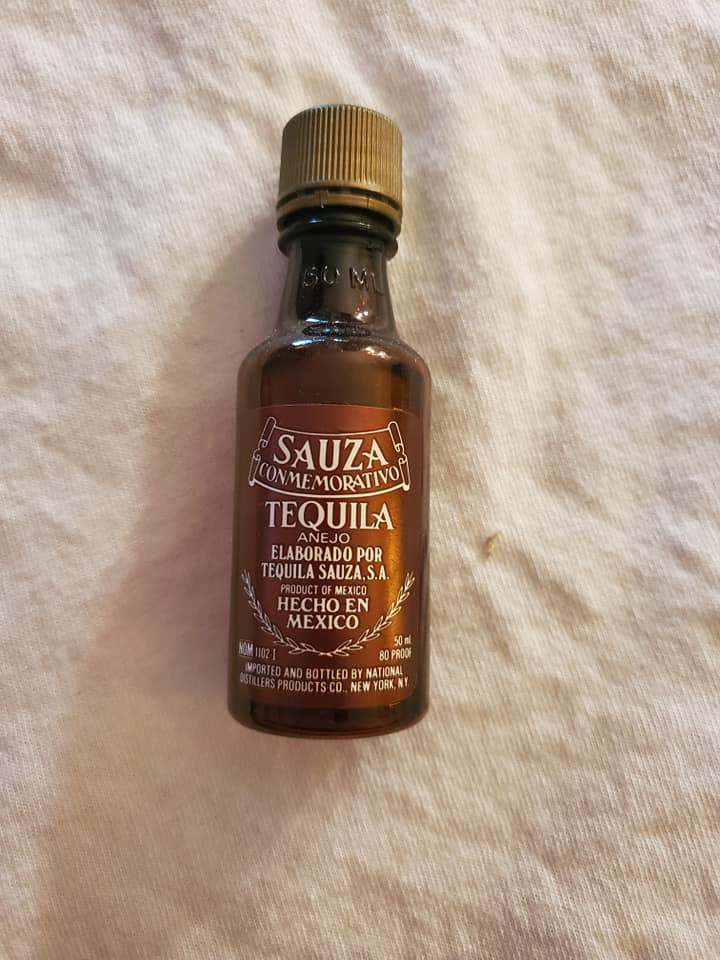 50 ML
SAUZA
CONMEMORATIVO
TEQUILA
AÑEJO
ELABORADO POR
TEQUILA SAUZA, S.A.
PRODUCT OF MEXICO
HECHO EN
MEXICO
NOM 1102 I
50 ml
80 PROOF
IMPORTED AND BOTTLED BY NATIONAL
DISTILLERS PRODUCTS CO., NEW YORK, N.Y.